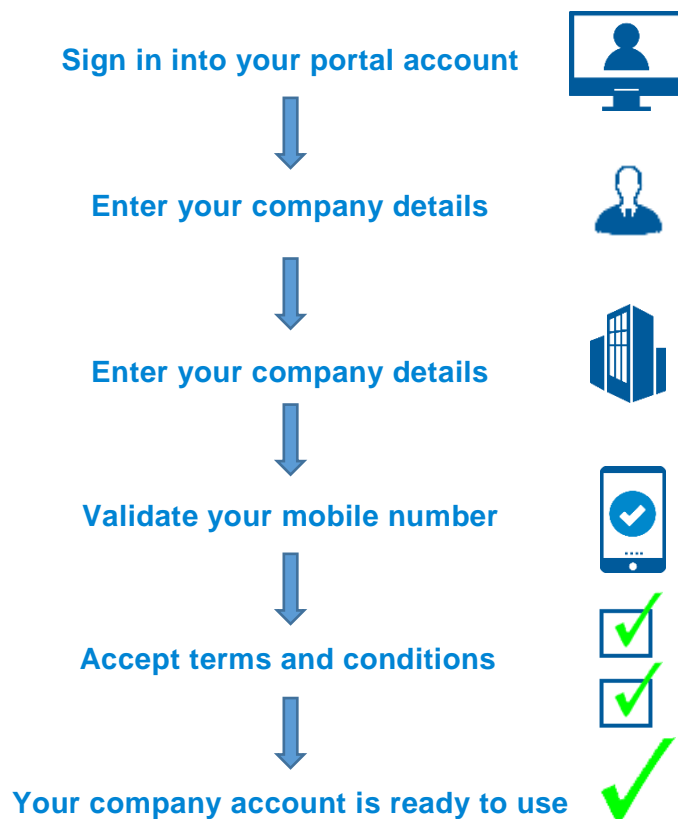 Sign in into your portal account
Enter your company details
Enter your company details
Validate your mobile number
Accept terms and conditions
Your company account is ready to use